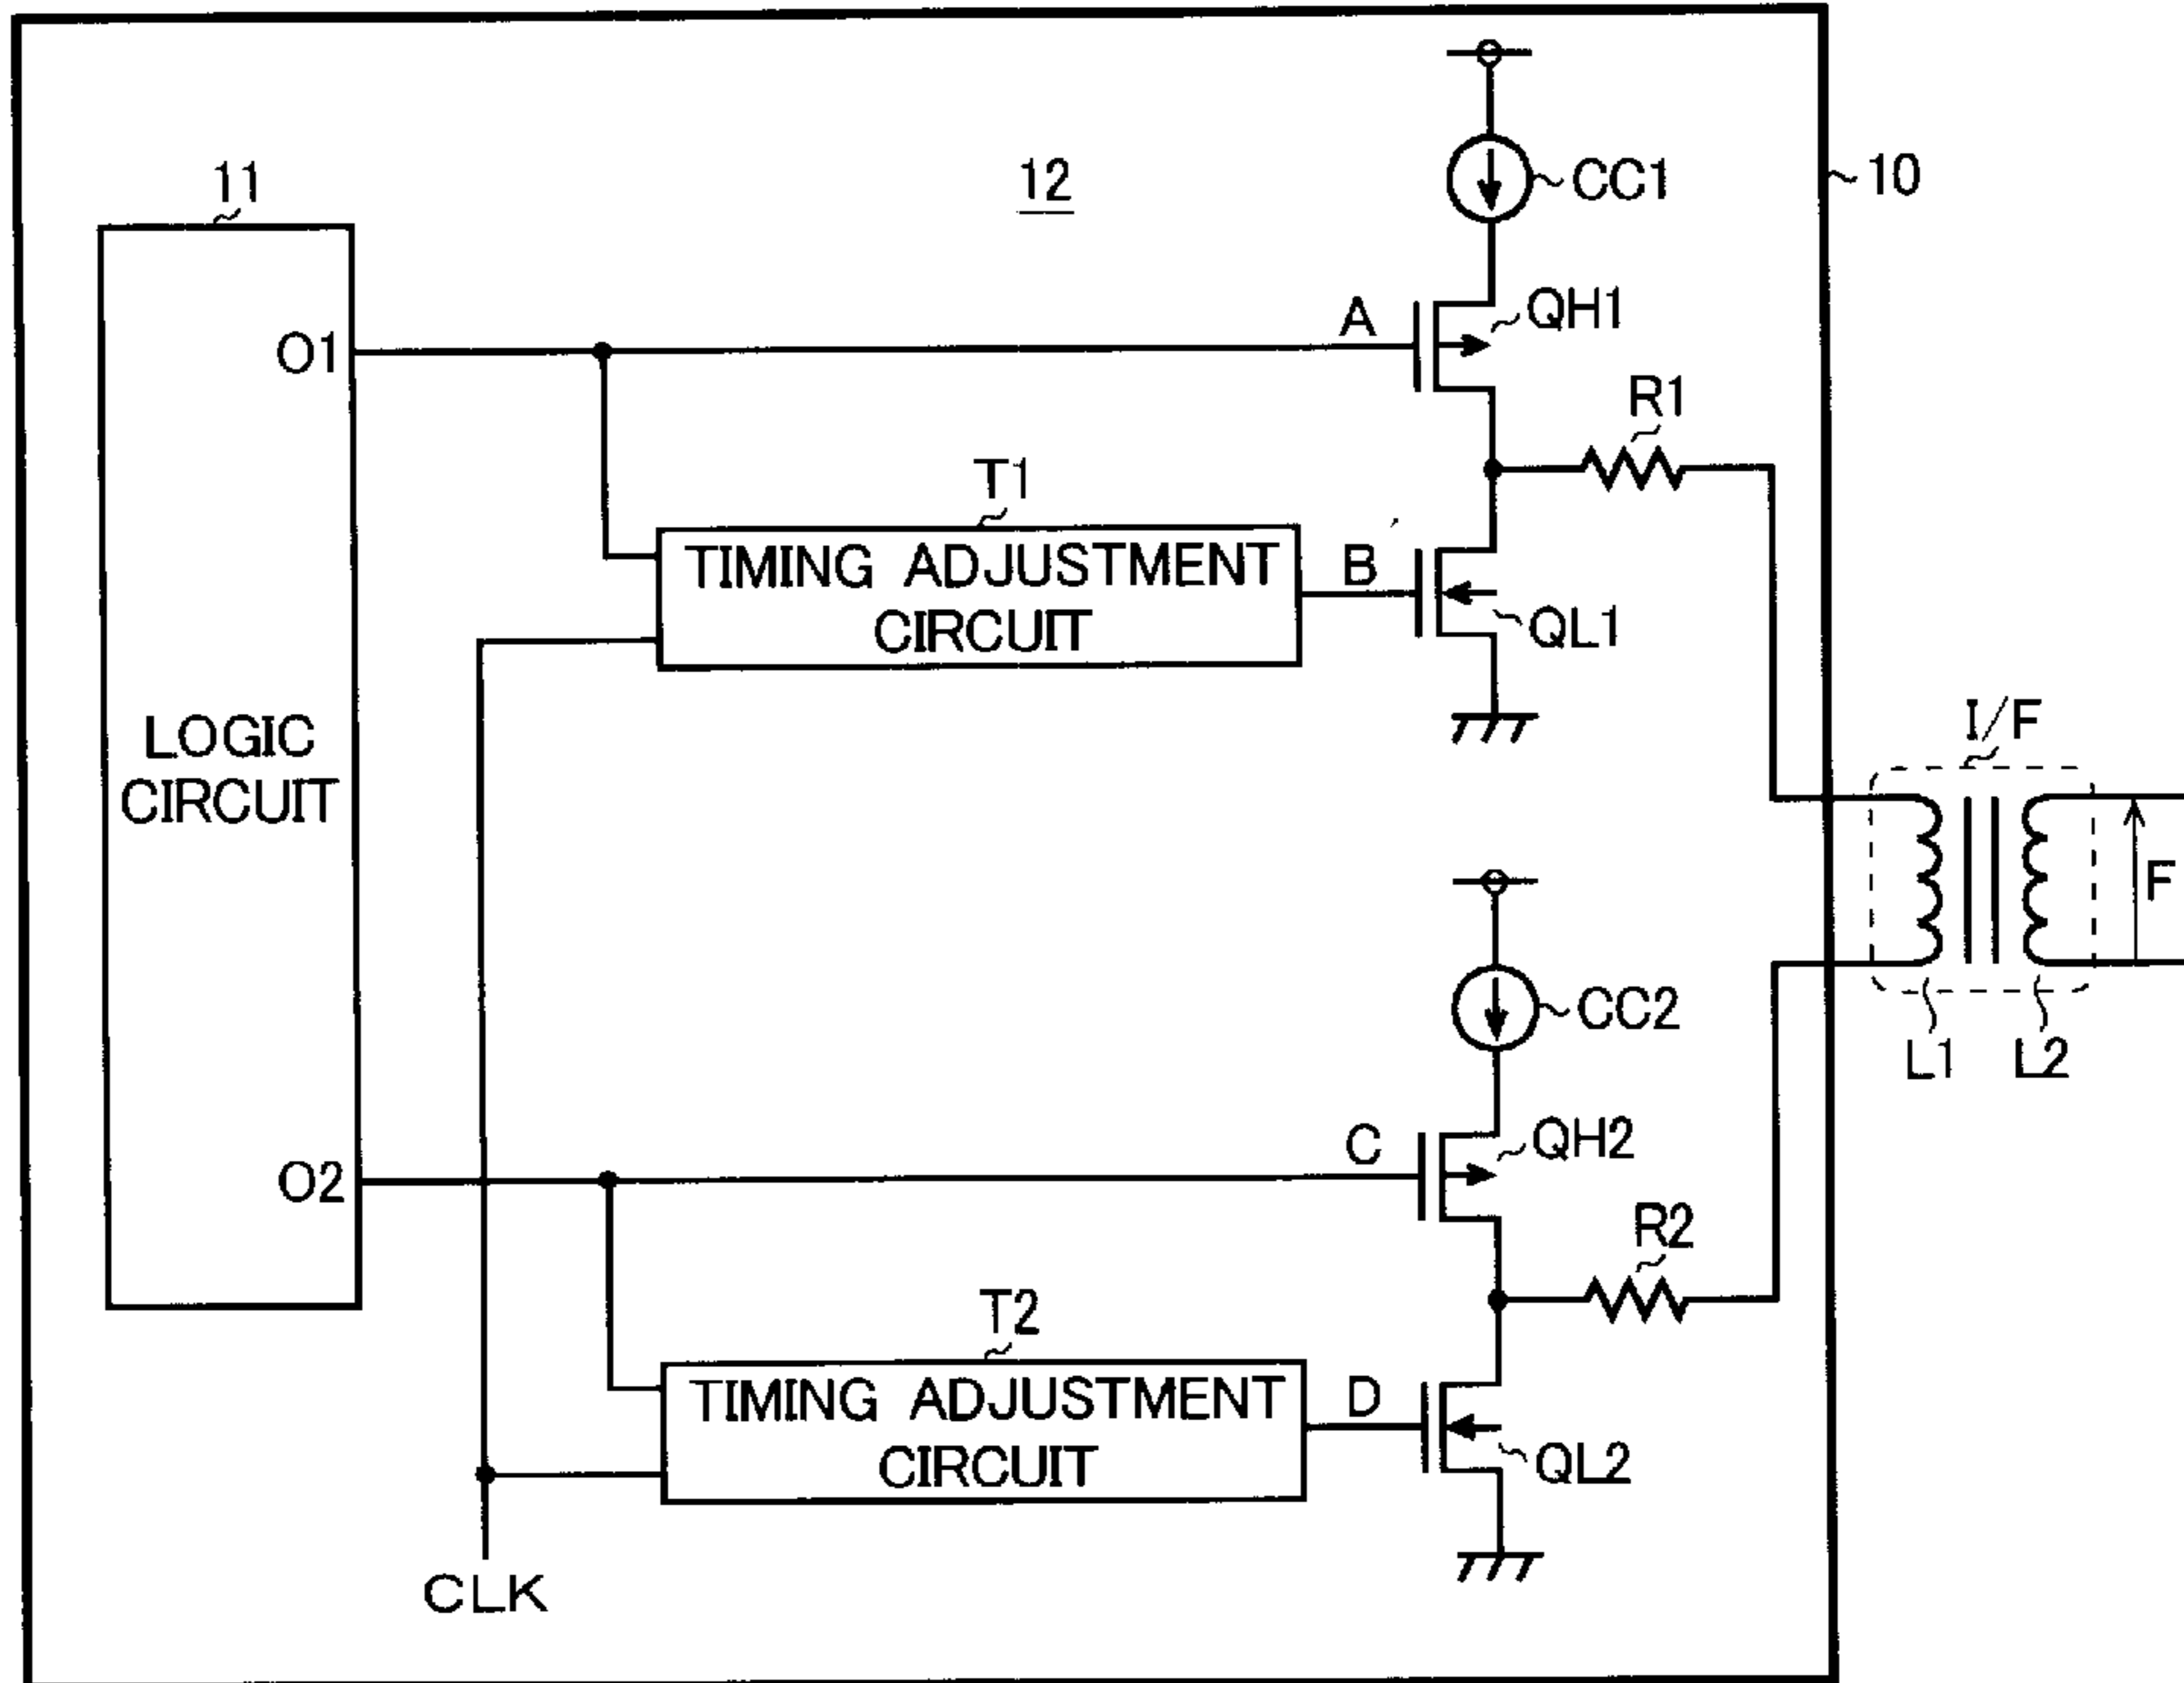 11
12
CC1
10
O1
A
QH1
R1
T1
TIMING ADJUSTMENT
CIRCUIT
B
QL1
LOGIC
CIRCUIT
I/F
F
CC2
L1
L2
O2
C
QH2
R2
T2
TIMING ADJUSTMENT
CIRCUIT
D
QL2
CLK